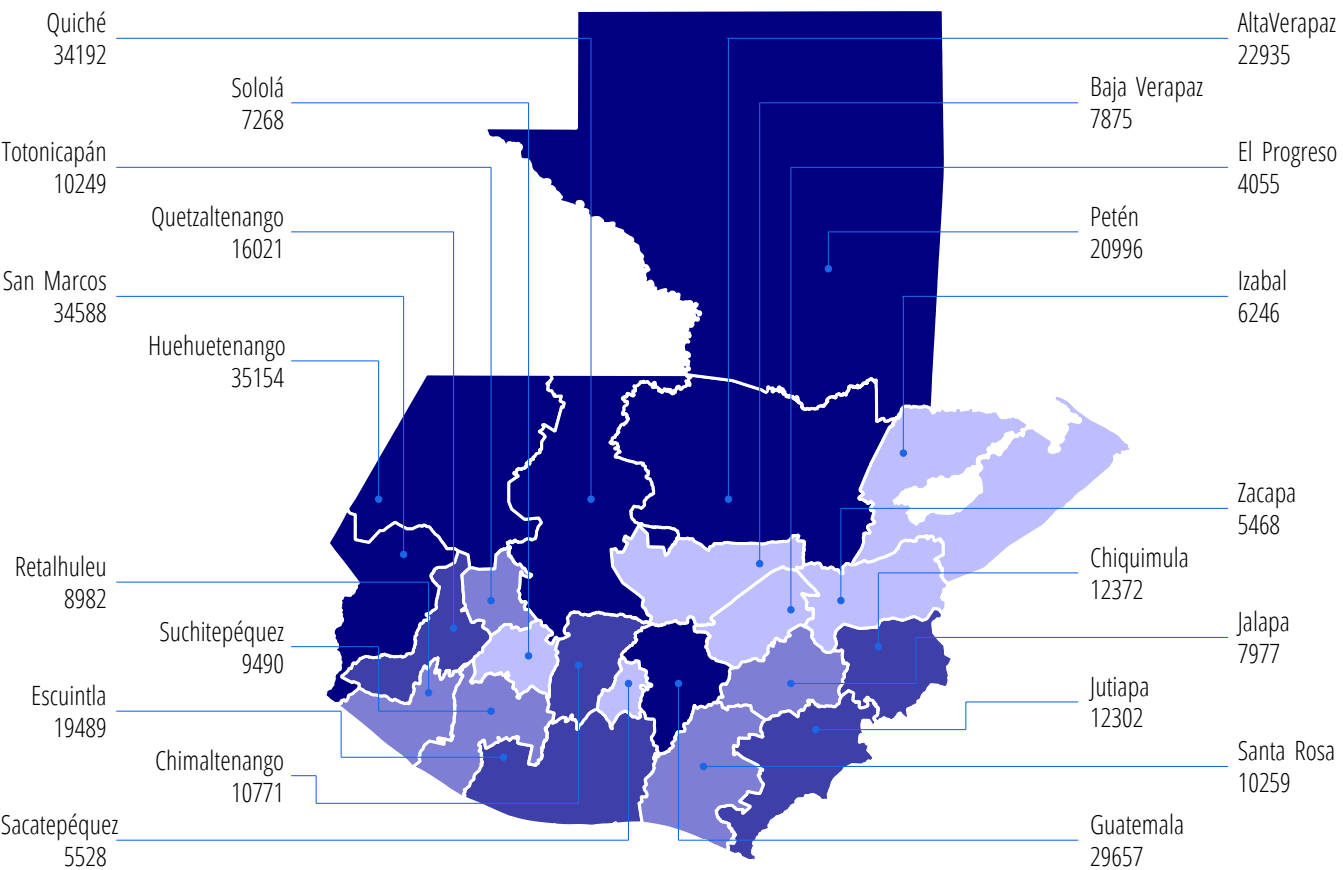 Quiché
34192
Sololá
7268
Totonicapán
10249
Quetzaltenango
16021
San Marcos
34588
Huehuetenango
35154
Retalhuleu
8982
Suchitepéquez
9490
Escuintla
19489
Chimaltenango
10771
Sacatepéquez
5528
AltaVerapaz
22935
Baja Verapaz
7875
El Progreso
4055
Petén
20996
Izabal
6246
Zacapa
5468
Chiquimula
12372
Jalapa
7977
Jutiapa
12302
Santa Rosa
10259
Guatemala
29657